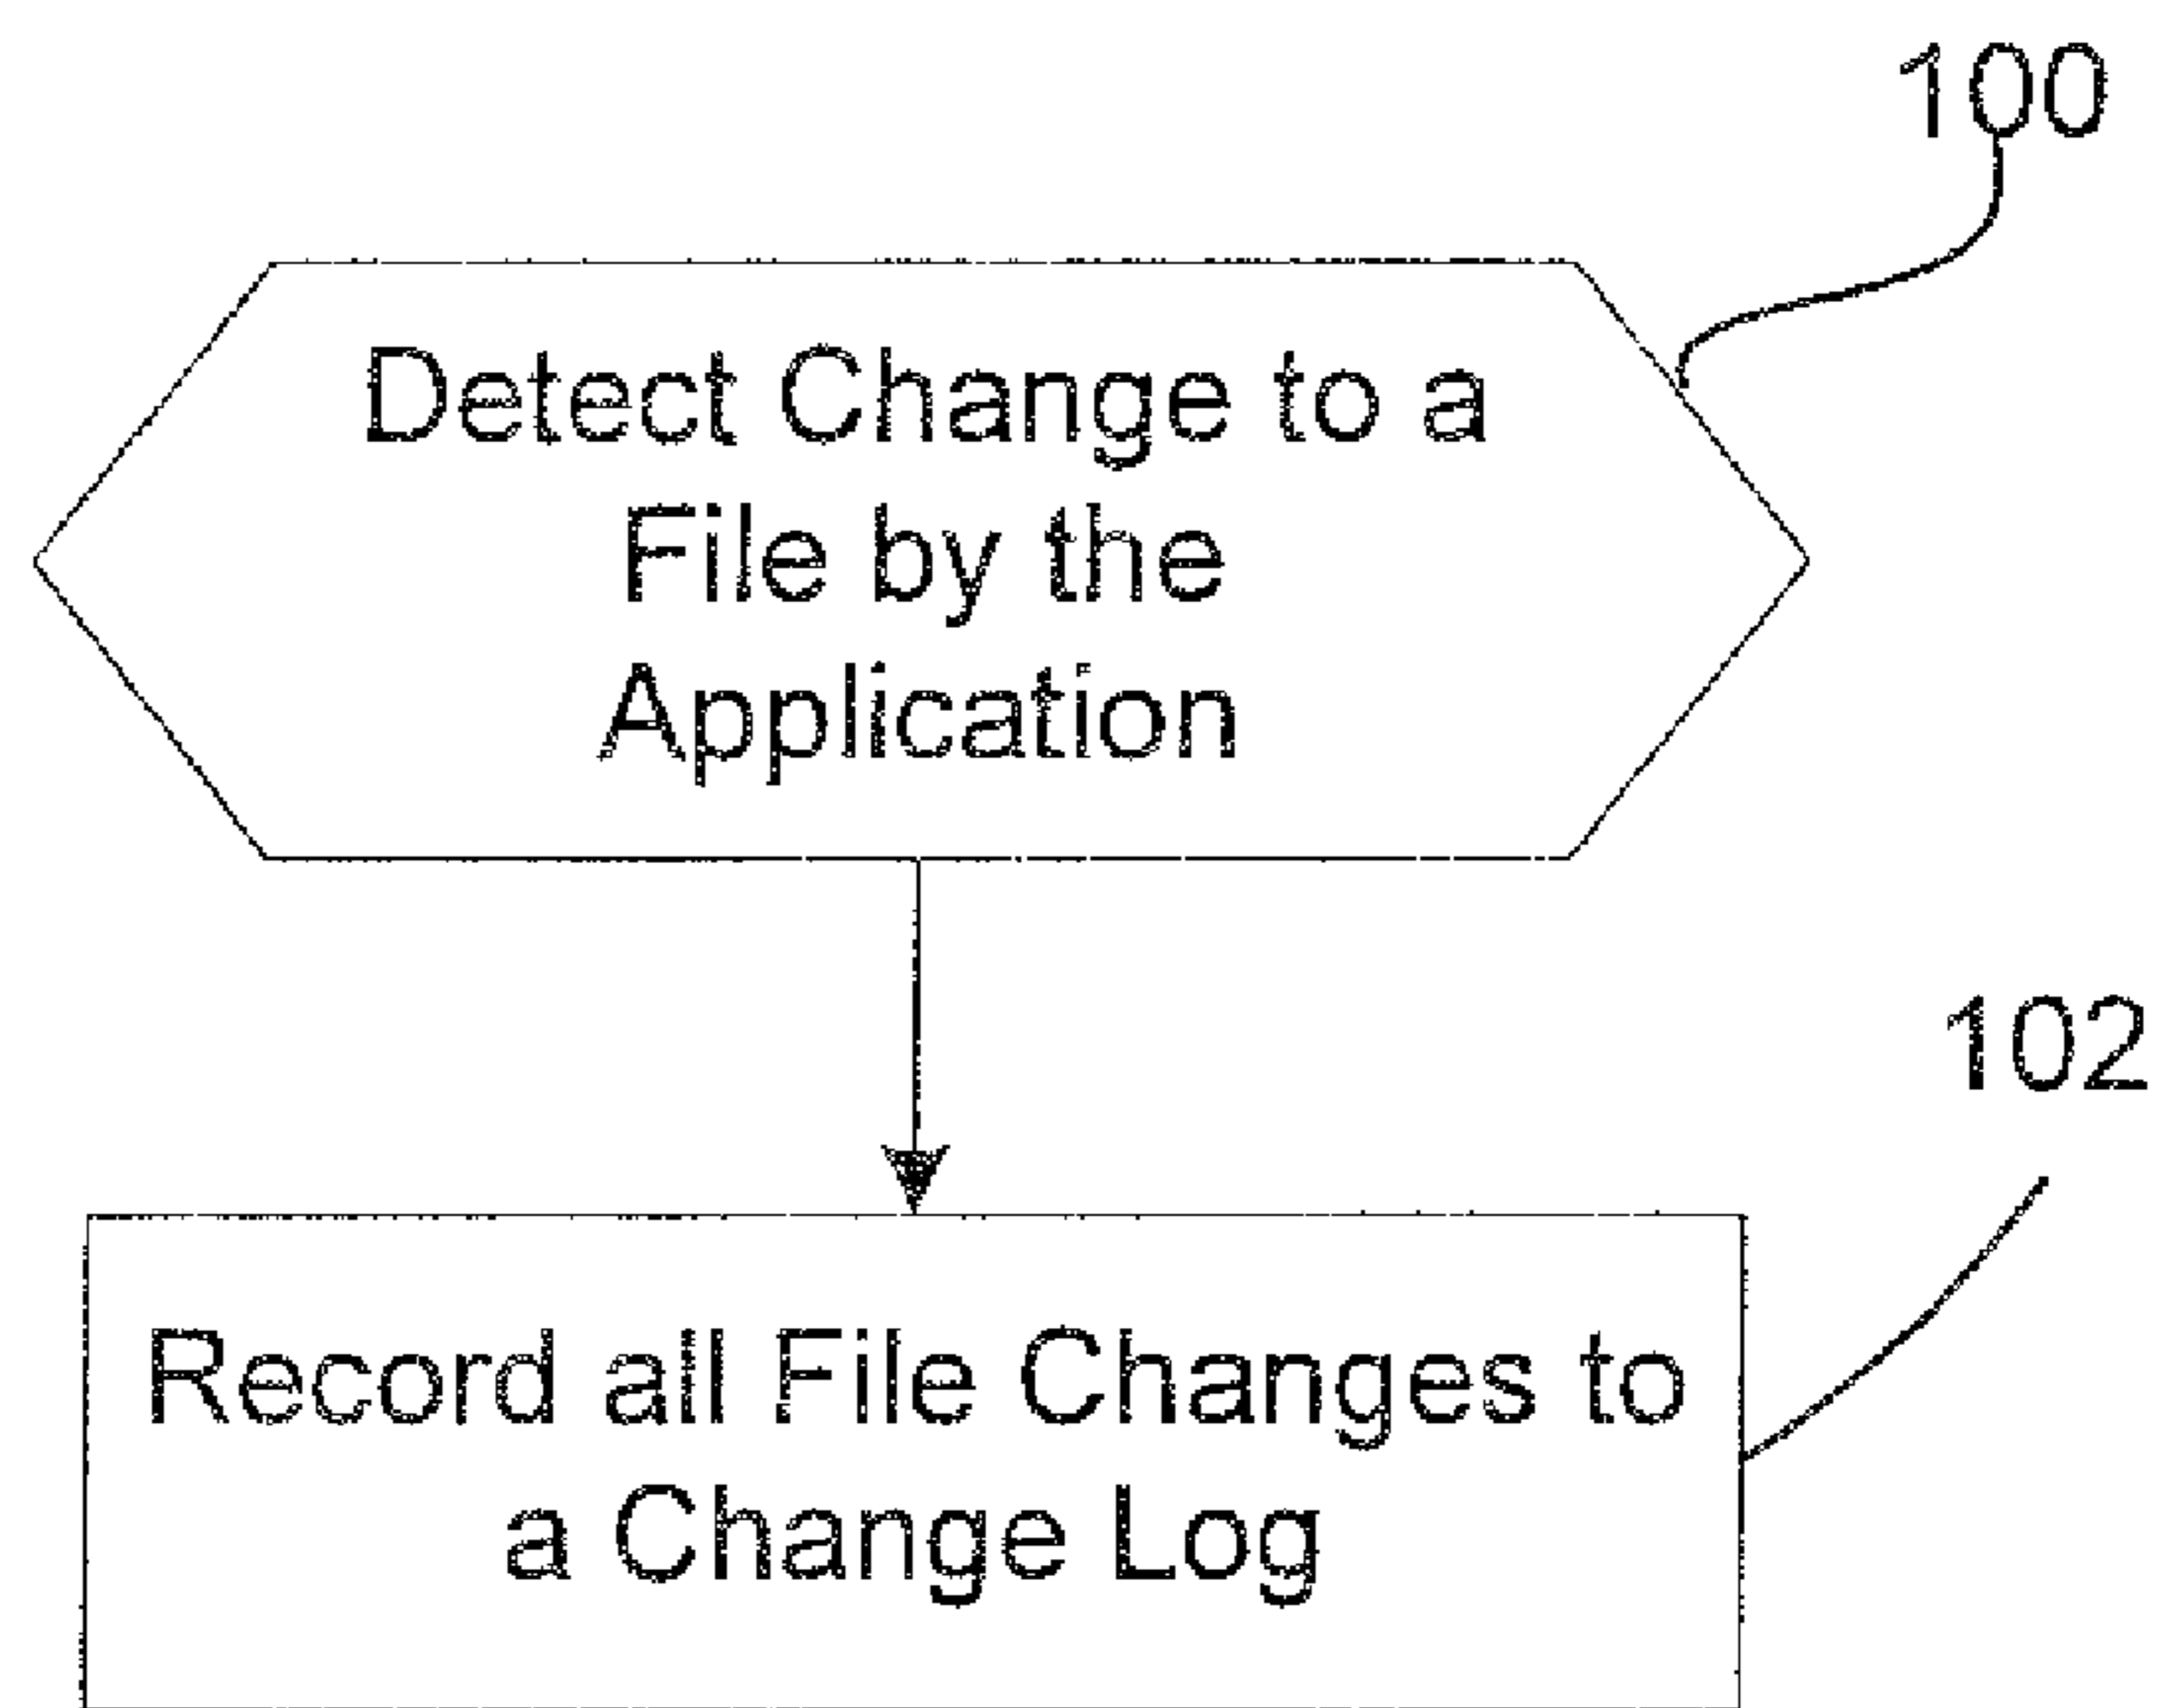 100
Detect Change to a
File by the
Application
102
Record all File Changes to
a Change Log